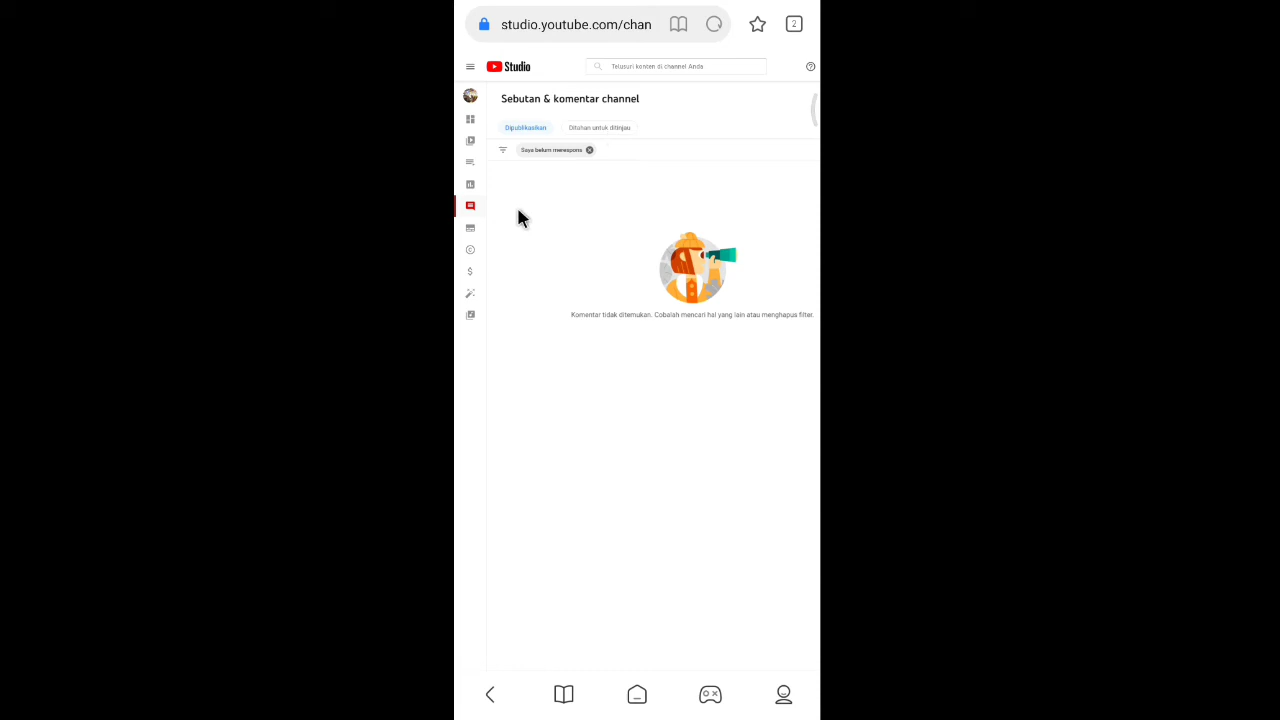 studio.youtube.com/chan
2
Studio
Telusuri konten di channel Anda
Sebutan & komentar channel
Dipublikasikan
Ditahan untuk ditinjau
Saya belum merespons
Komentar tidak ditemukan. Cobalah mencari hal yang lain atau menghapus filter.